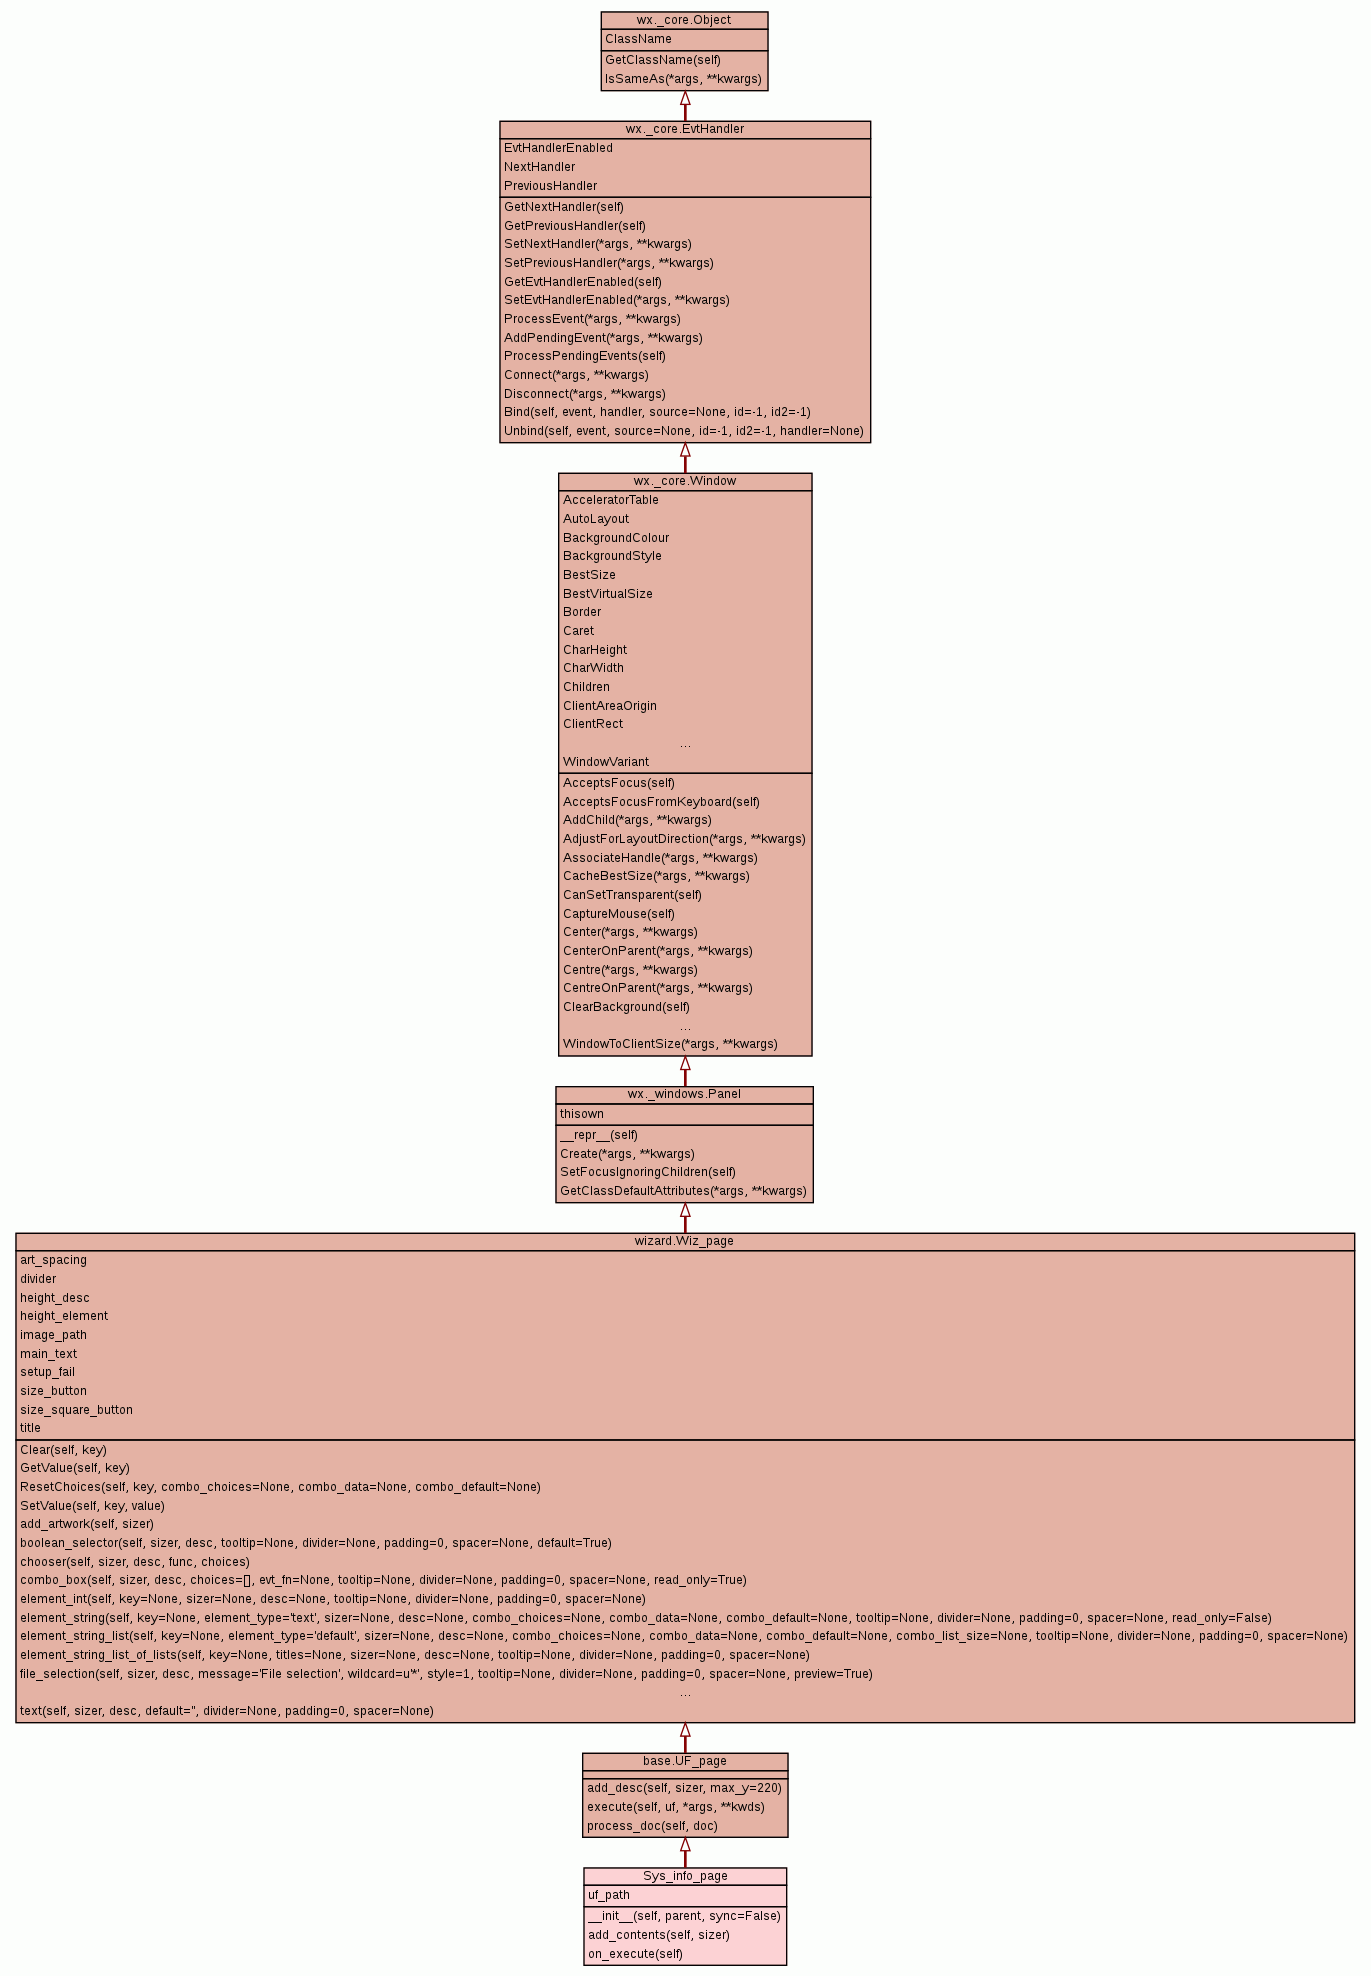 wx._core.Object
ClassName
GetClassName(self)
IsSameAs(*args, **kwargs)
wx._core.EvtHandler
EvtHandlerEnabled
NextHandler
PreviousHandler
GetNextHandler(self)
GetPreviousHandler(self)
SetNextHandler(*args, **kwargs)
SetPreviousHandler(*args, **kwargs)
GetEvtHandlerEnabled(self)
SetEvtHandlerEnabled(*args, **kwargs)
ProcessEvent(*args, **kwargs)
AddPendingEvent(*args, **kwargs)
ProcessPendingEvents(self)
Connect(*args, **kwargs)
Disconnect(*args, **kwargs)
Bind(self, event, handler, source=None, id=-1, id2=-1)
Unbind(self, event, source=None, id=-1, id2=-1, handler=None)
wx._core.Window
AcceleratorTable
AutoLayout
BackgroundColour
BackgroundStyle
BestSize
BestVirtualSize
Border
Caret
CharHeight
CharWidth
Children
ClientAreaOrigin
ClientRect
...
WindowVariant
AcceptsFocus(self)
AcceptsFocusFromKeyboard(self)
AddChild(*args, **kwargs)
AdjustForLayoutDirection(*args, **kwargs)
AssociateHandle(*args, **kwargs)
CacheBestSize(*args, **kwargs)
CanSetTransparent(self)
CaptureMouse(self)
Center(*args, **kwargs)
CenterOnParent(*args, **kwargs)
Centre(*args, **kwargs)
CentreOnParent(*args, **kwargs)
ClearBackground(self)
...
WindowToClientSize(*args, **kwargs)
wx._windows.Panel
thisown
__repr__(self)
Create(*args, **kwargs)
SetFocusIgnoringChildren(self)
GetClassDefaultAttributes(*args, **kwargs)
wizard.Wiz_page
art_spacing
divider
height_desc
height_element
image_path
main_text
setup_fail
size_button
size_square_button
title
Clear(self, key)
GetValue(self, key)
ResetChoices(self, key, combo_choices=None, combo_data=None, combo_default=None)
SetValue(self, key, value)
add_artwork(self, sizer)
boolean_selector(self, sizer, desc, tooltip=None, divider=None, padding=0, spacer=None, default=True)
chooser(self, sizer, desc, func, choices)
combo_box(self, sizer, desc, choices=[], evt_fn=None, tooltip=None, divider=None, padding=0, spacer=None, read_only=True)
element_int(self, key=None, sizer=None, desc=None, tooltip=None, divider=None, padding=0, spacer=None)
element_string(self, key=None, element_type='text', sizer=None, desc=None, combo_choices=None, combo_data=None, combo_default=None, tooltip=None, divider=None, padding=0, spacer=None, read_only=False)
element_string_list(self, key=None, element_type='default', sizer=None, desc=None, combo_choices=None, combo_data=None, combo_default=None, combo_list_size=None, tooltip=None, divider=None, padding=0, spacer=None)
element_string_list_of_lists(self, key=None, titles=None, sizer=None, desc=None, tooltip=None, divider=None, padding=0, spacer=None)
file_selection(self, sizer, desc, message='File selection', wildcard=u'*', style=1, tooltip=None, divider=None, padding=0, spacer=None, preview=True)
...
text(self, sizer, desc, default='', divider=None, padding=0, spacer=None)
base.UF_page
add_desc(self, sizer, max_y=220)
execute(self, uf, *args, **kwds)
process_doc(self, doc)
Sys_info_page
uf_path
__init__(self, parent, sync=False)
add_contents(self, sizer)
on_execute(self)